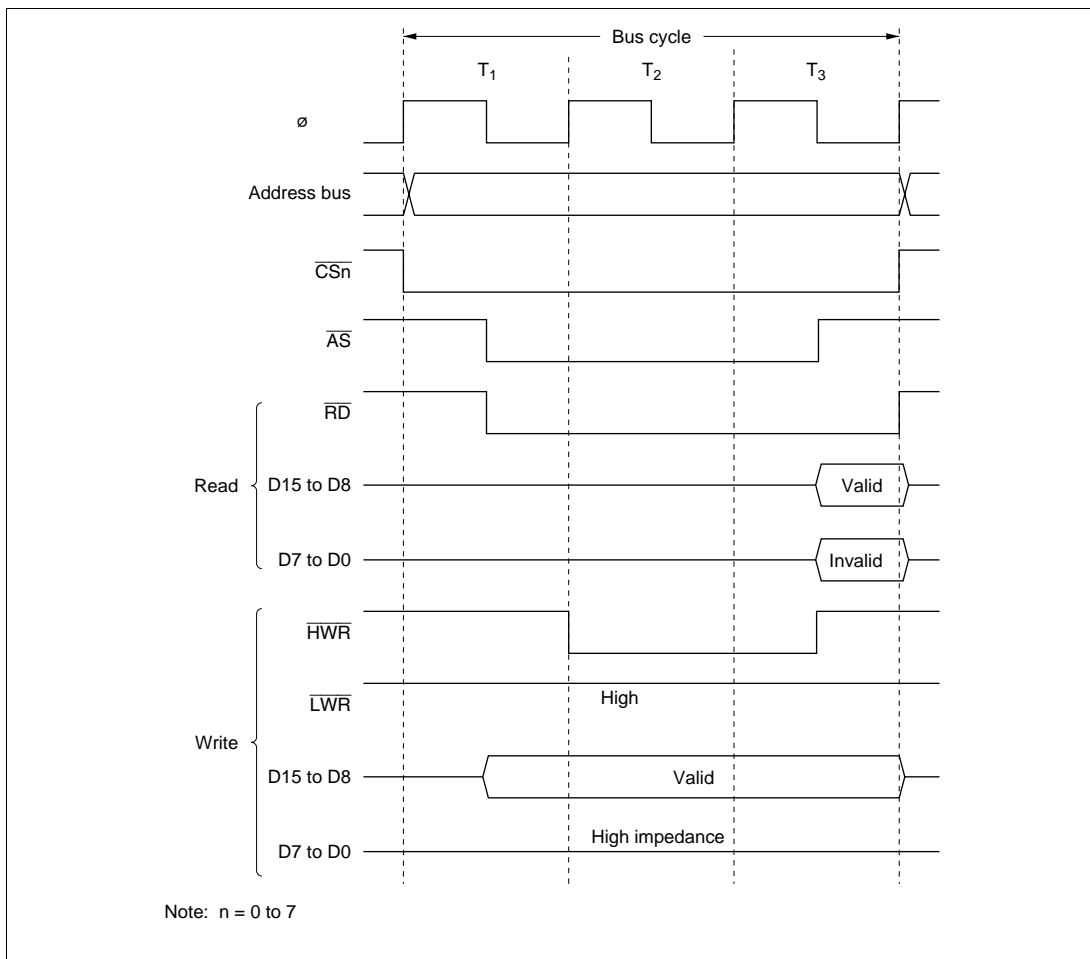 Bus cycle
T1 T2 T3
ø
Address bus
CSn
AS
RD
Read
D15 to D8 Valid
D7 to D0 Invalid
HWR
LWR High
Write
D15 to D8 Valid
D7 to D0 High impedance
Note: n = 0 to 7